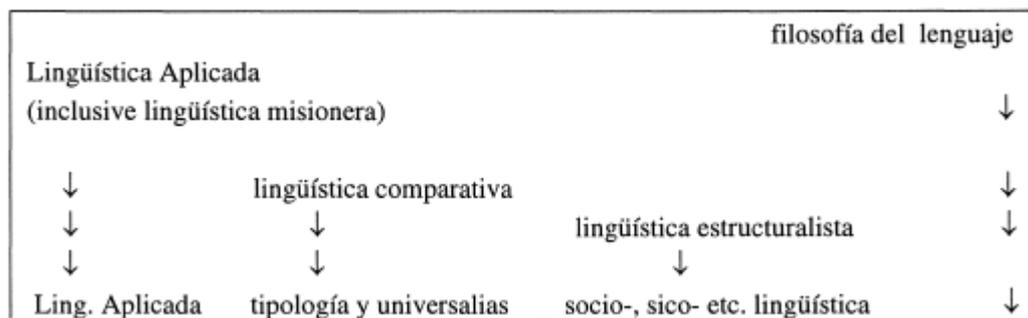 filosofía del lenguaje
Lingüística Aplicada
(inclusive lingüística misionera) ↓
↓ lingüística comparativa ↓
↓ ↓ lingüística estructuralista ↓
↓ ↓ ↓
Ling. Aplicada tipología y universalias socio-, sico- etc. lingüística ↓